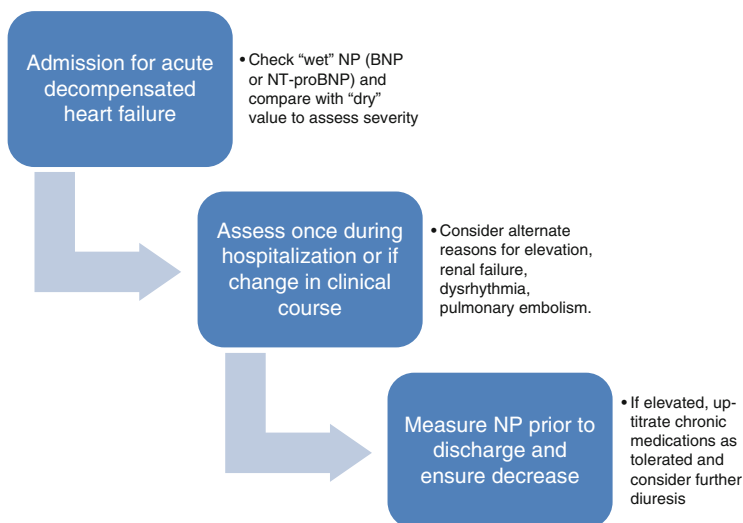 Admission for acute
decompensated
heart failure
• Check “wet” NP (BNP
or NT-proBNP) and
compare with “dry”
value to assess severity
Assess once during
hospitalization or if
change in clinical
course
• Consider alternate
reasons for elevation,
renal failure,
dysrhythmia,
pulmonary embolism.
Measure NP prior to
discharge and
ensure decrease
• If elevated, up-
titrate chronic
medications as
tolerated and
consider further
diuresis